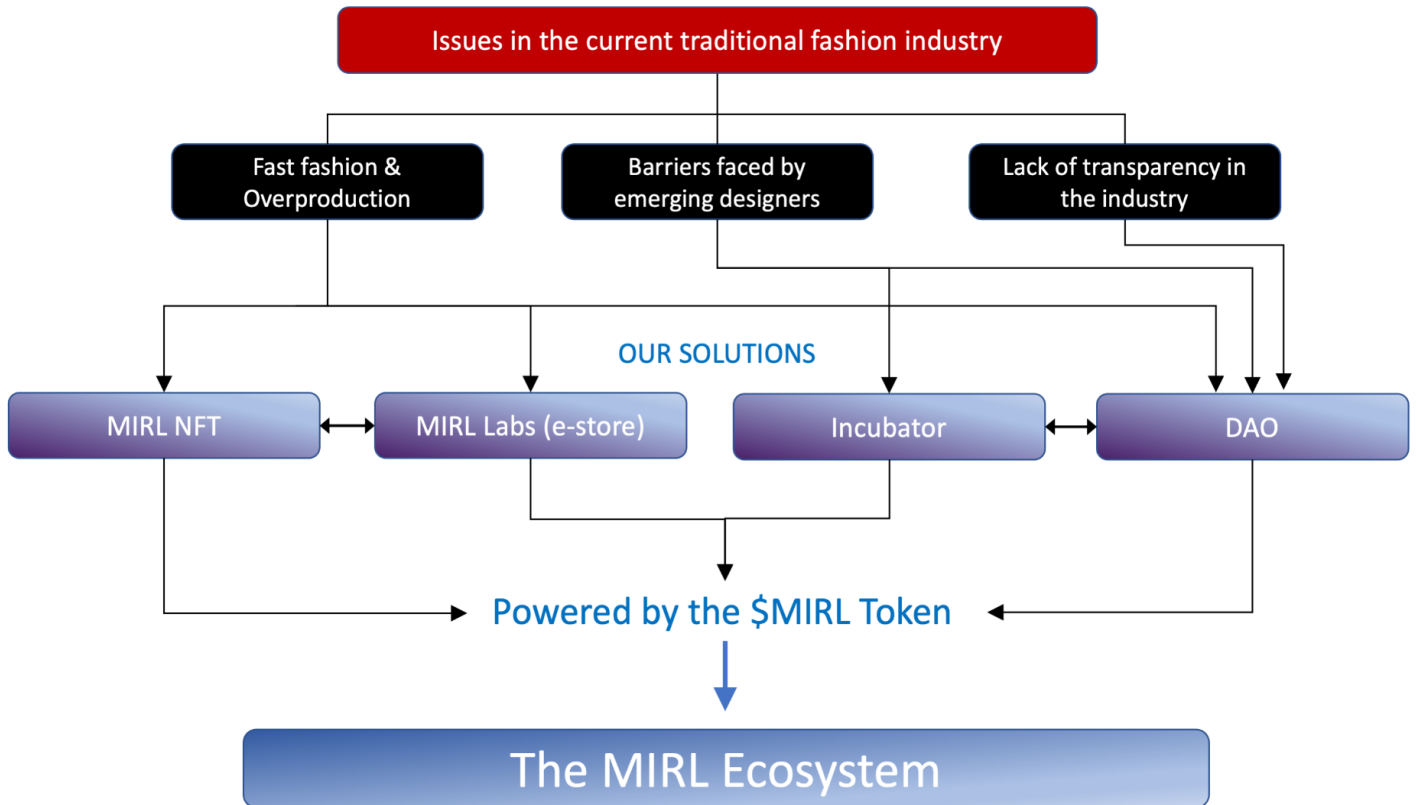 Issues in the current traditional fashion industry
Fast fashion &
Overproduction
Barriers faced by
emerging designers
Lack of transparency in
the industry
OUR SOLUTIONS
MIRL NFT
MIRL Labs (e-store)
Incubator
DAO
Powered by the $MIRL Token
The MIRL Ecosystem